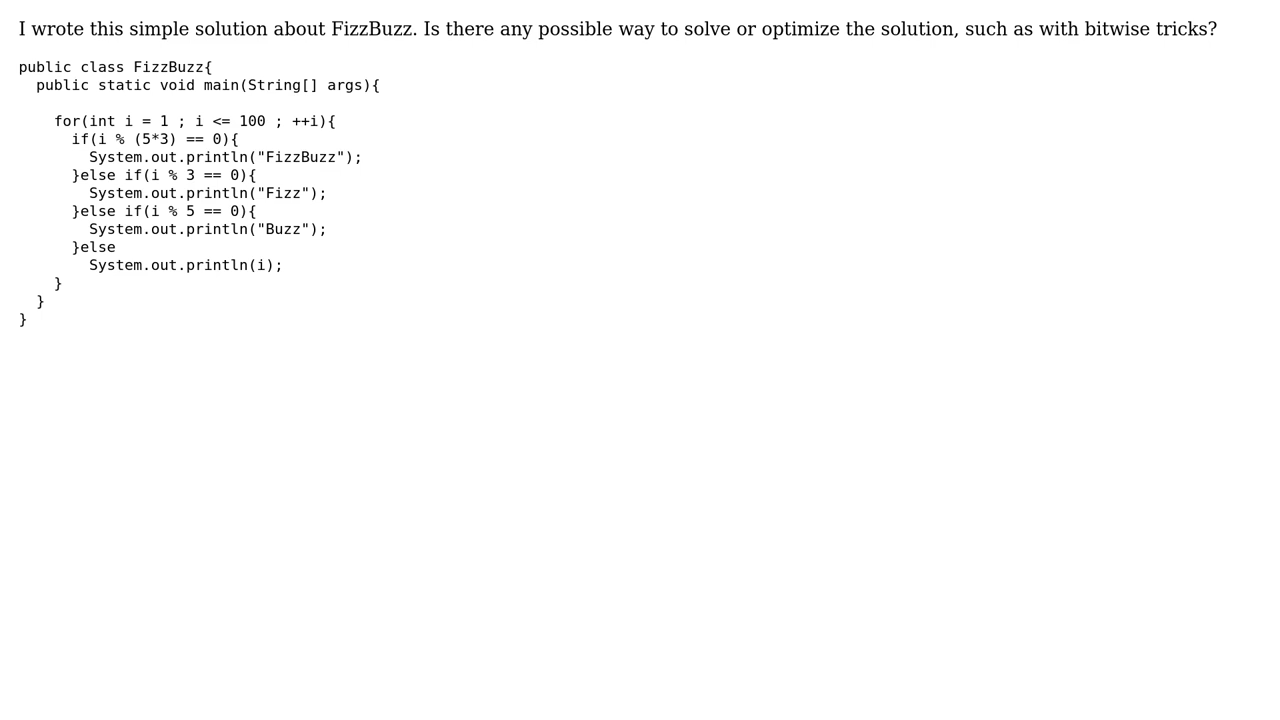 I wrote this simple solution about FizzBuzz. Is there any possible way to solve or optimize the solution, such as with bitwise tricks?
public class FizzBuzz{
  public static void main(String[] args){
    for(int i = 1 ; i <= 100 ; ++i){
      if(i % (5*3) == 0){
        System.out.println("FizzBuzz");
      }else if(i % 3 == 0){
        System.out.println("Fizz");
      }else if(i % 5 == 0){
        System.out.println("Buzz");
      }else
        System.out.println(i);
    }
  }
}